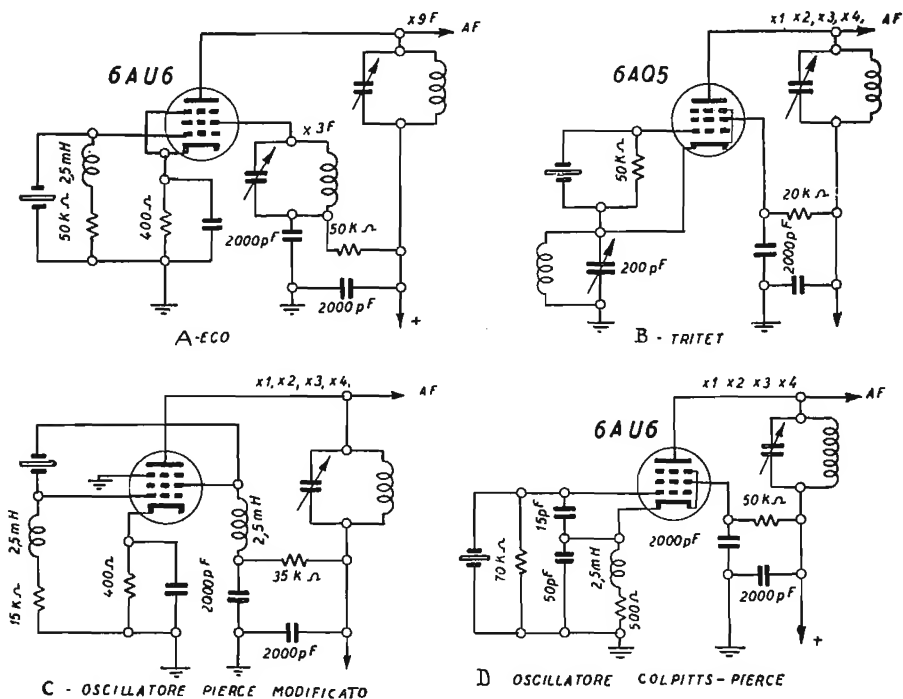 x9F
AF
6AU6
x3F
2,5mH
50KΩ
400Ω
2000pF
50KΩ
2000pF
+
A-ECO
x1 x2, x3, x4,
AF
6AQ5
50KΩ
20KΩ
200pF
2000pF
B - TRITET
x1, x2, x3, x4,
AF
2,5mH
2,5mH
15KΩ
400Ω
2000pF
35KΩ
2000pF
C - OSCILLATORE PIERCE MODIFICATO
x1 x2 x3 x4
AF
6AU6
15pF
70KΩ
50pF
2,5mH
500Ω
2000pF
50KΩ
2000pF
+
D OSCILLATORE COLPITTS-PIERCE